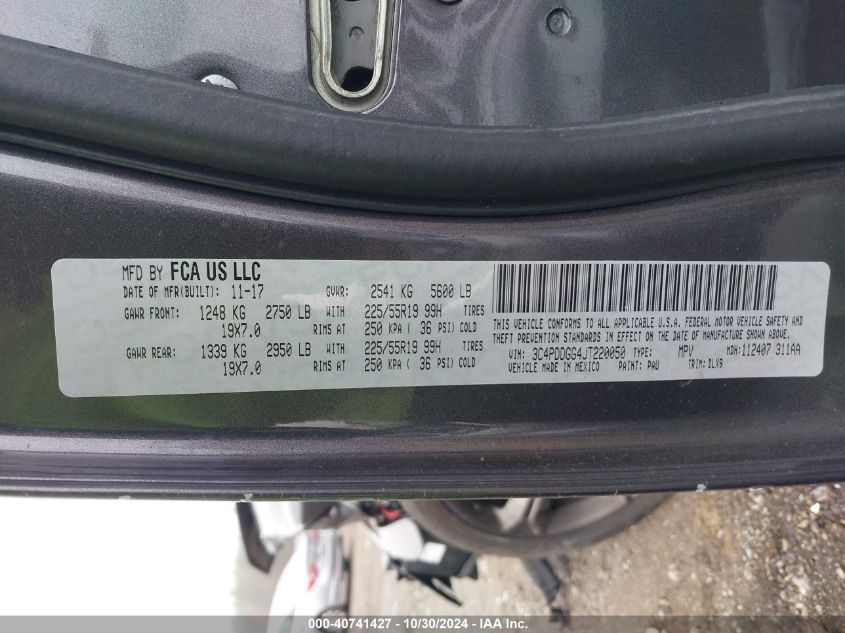 MFD BY FCA US LLC
DATE OF MFR(BUILT): 11-17 GVWR: 2541 KG 5600 LB
GAWR FRONT: 1248 KG 2750 LB WITH 225/55R19 99H TIRES
19X7.0 RIMS AT 250 KPA ( 36 PSI) COLD
GAWR REAR: 1339 KG 2950 LB WITH 225/55R19 99H TIRES
19X7.0 RIMS AT 250 KPA ( 36 PSI) COLD
THIS VEHICLE CONFORMS TO ALL APPLICABLE U.S.A. FEDERAL MOTOR VEHICLE SAFETY AND
THEFT PREVENTION STANDARDS IN EFFECT ON THE DATE OF MANUFACTURE SHOWN ABOVE.
VIN: 3C4PDDGG4JT220050 TYPE: MPV MDH:112407 311AA
VEHICLE MADE IN MEXICO PAINT: PAU TRIM: DLX9
000-40741427 - 10/30/2024 - IAA Inc.